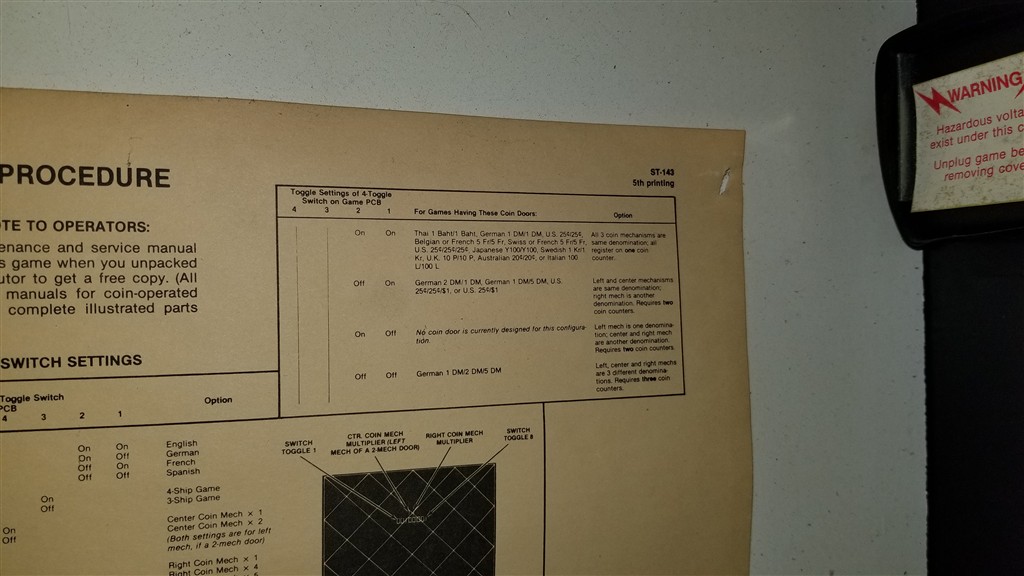 PROCEDURE
ST-143
5th printing
OTE TO OPERATORS:
enance and service manual
s game when you unpacked
utor to get a free copy. (All
manuals for coin-operated
complete illustrated parts
Toggle Settings of 4-Toggle
Switch on Game PCB
4 3 2 1 For Games Having These Coin Doors: Option
On On Thai 1 Baht/1 Baht, German 1 DM/1 DM, U.S. 25¢/25¢, All 3 coin mechanisms are
Belgian or French 5 Fr/5 Fr, Swiss or French 5 Fr/5 Fr, same denomination; all
U.S. 25¢/25¢/25¢, Japanese Y100/Y100, Swedish 1 Kr/1 register on one coin
Kr, U.K. 10 P/10 P, Australian 20¢/20¢, or Italian 100 counter.
L/100 L
Off On German 2 DM/1 DM, German 1 DM/5 DM, U.S. Left and center mechanisms
25¢/25¢/$1, or U.S. 25¢/$1 are same denomination;
right mech is another
denomination. Requires two
coin counters.
On Off No coin door is currently designed for this configura- Left mech is one denomina-
tion. tion; center and right mech
are another denomination.
Requires two coin counters
Off Off German 1 DM/2 DM/5 DM Left, center and right mechs
are 3 different denomina-
tions. Requires three coin
counters.
SWITCH SETTINGS
Toggle Switch
PCB
4 3 2 1 Option
On On English
On Off German
Off On French
Off Off Spanish
On 4-Ship Game
Off 3-Ship Game
On Center Coin Mech × 1
Off Center Coin Mech × 2
(Both settings are for left
mech, if a 2-mech door)
Right Coin Mech × 1
Right Coin Mech × 4
SWITCH
TOGGLE 1
CTR. COIN MECH
MULTIPLIER (LEFT
MECH OF A 2-MECH DOOR)
RIGHT COIN MECH
MULTIPLIER
SWITCH
TOGGLE 8
WARNING
Hazardous volta
exist under this c
Unplug game be
removing cove